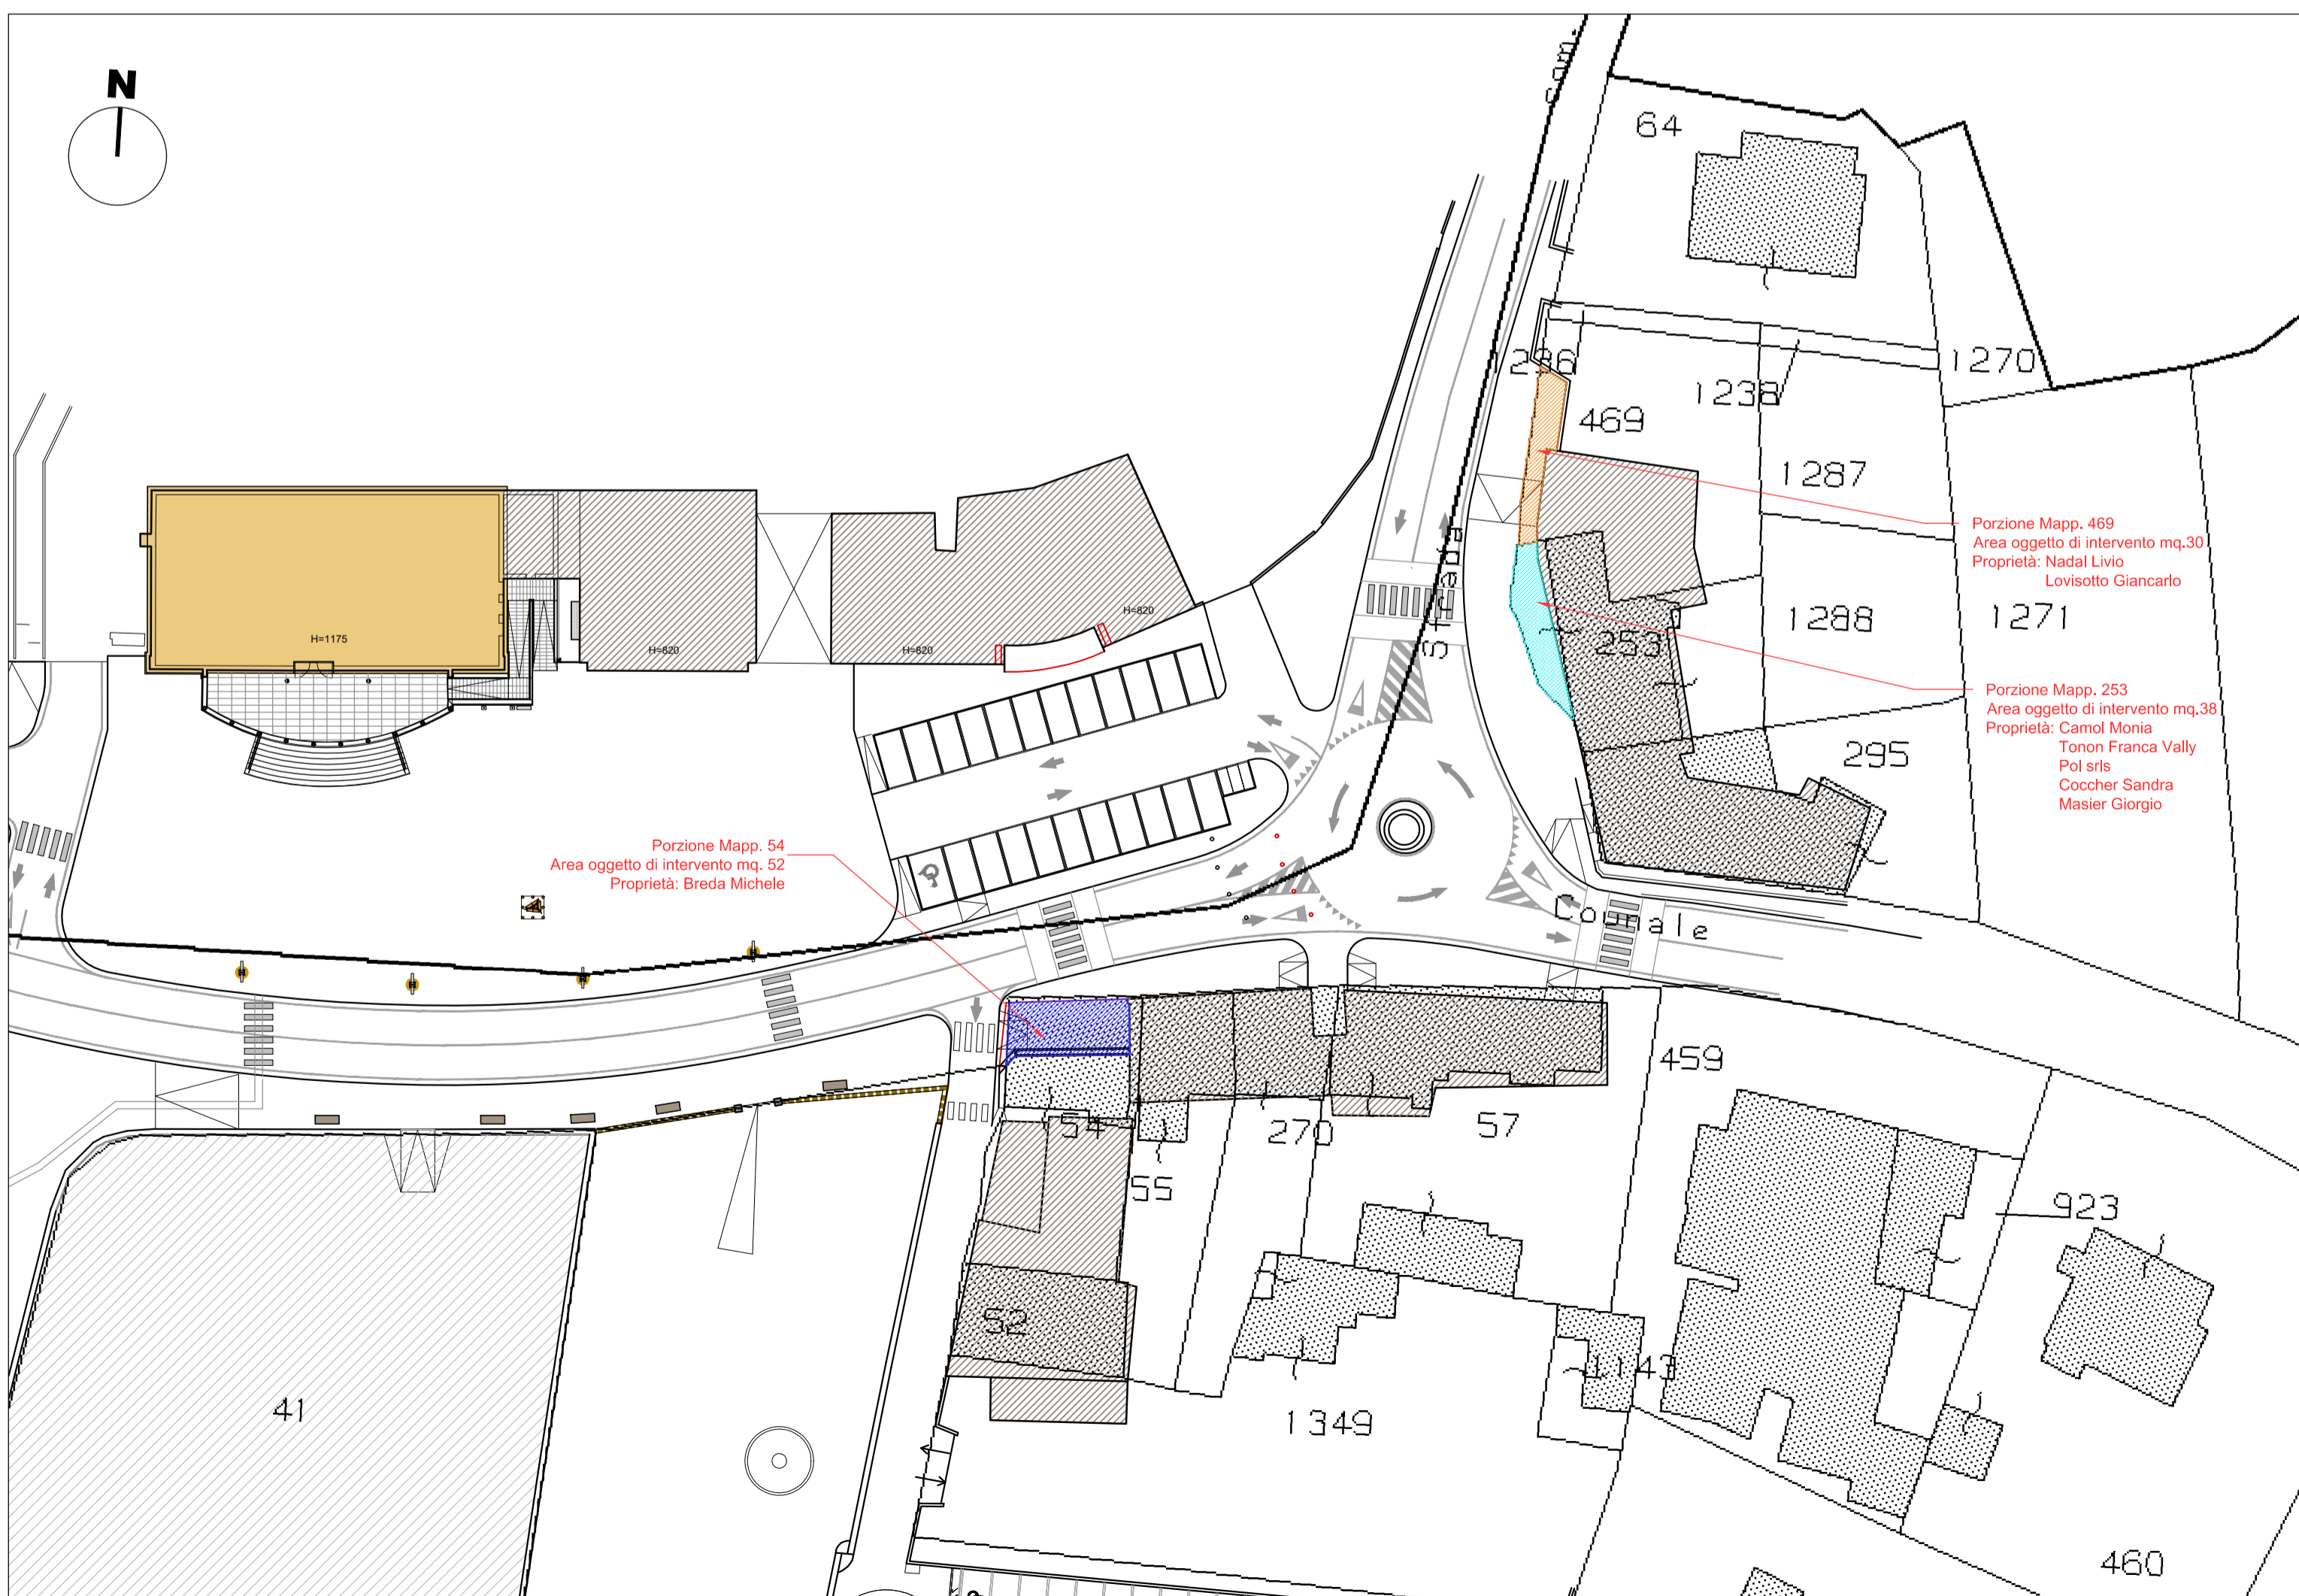 N
com.
64
296
1270
1238
469
1287
Porzione Mapp. 469
Area oggetto di intervento mq.30
Proprietà: Nadal Livio
Lovisotto Giancarlo
Strada
H=820
1288
1271
H=1175
H=820
H=820
253
Porzione Mapp. 253
Area oggetto di intervento mq.38
Proprietà: Camol Monia
Tonon Franca Vally
Pol srls
Coccher Sandra
Masier Giorgio
295
Porzione Mapp. 54
Area oggetto di intervento mq. 52
Proprietà: Breda Michele
459
54
270
57
55
923
52
1143
41
1349
460